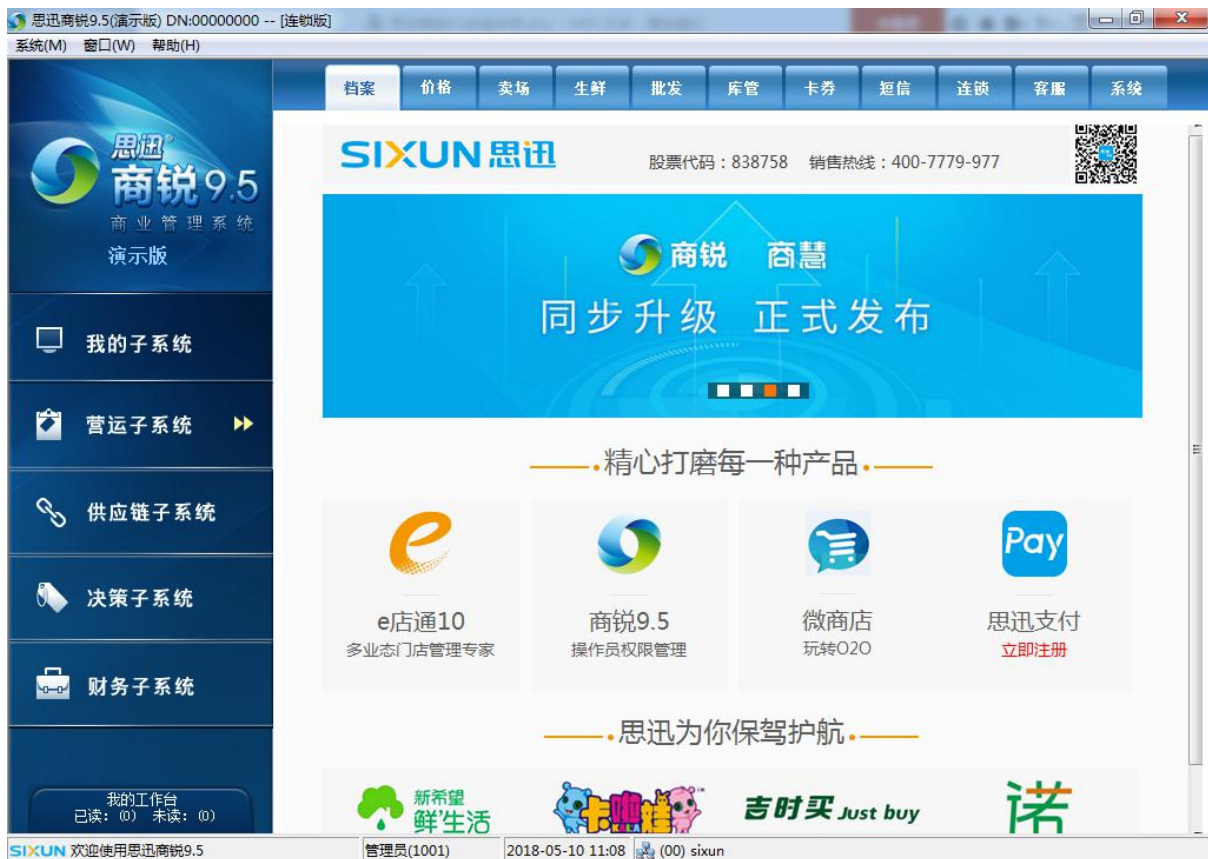 思迅商锐9.5(演示版) DN:00000000 -- [连锁版]
系统(M) 窗口(W) 帮助(H)
档案 价格 卖场 生鲜 批发 库管 卡券 短信 连锁 客服 系统
思迅
商锐9.5
商业管理系统
演示版
我的子系统
营运子系统
供应链子系统
决策子系统
财务子系统
我的工作台
已读: (0) 未读: (0)
SIXUN思迅 股票代码:838758 销售热线:400-7779-977
商锐 商慧
同步升级 正式发布
精心打磨每一种产品
e
Pay
e店通10 商锐9.5 微商店 思迅支付
多业态门店管理专家 操作员权限管理 玩转O2O 立即注册
思迅为你保驾护航
新希望
鲜生活
卡啦哇
吉时买 Just buy
诺
SIXUN 欢迎使用思迅商锐9.5 管理员(1001) 2018-05-10 11:08 (00) sixun